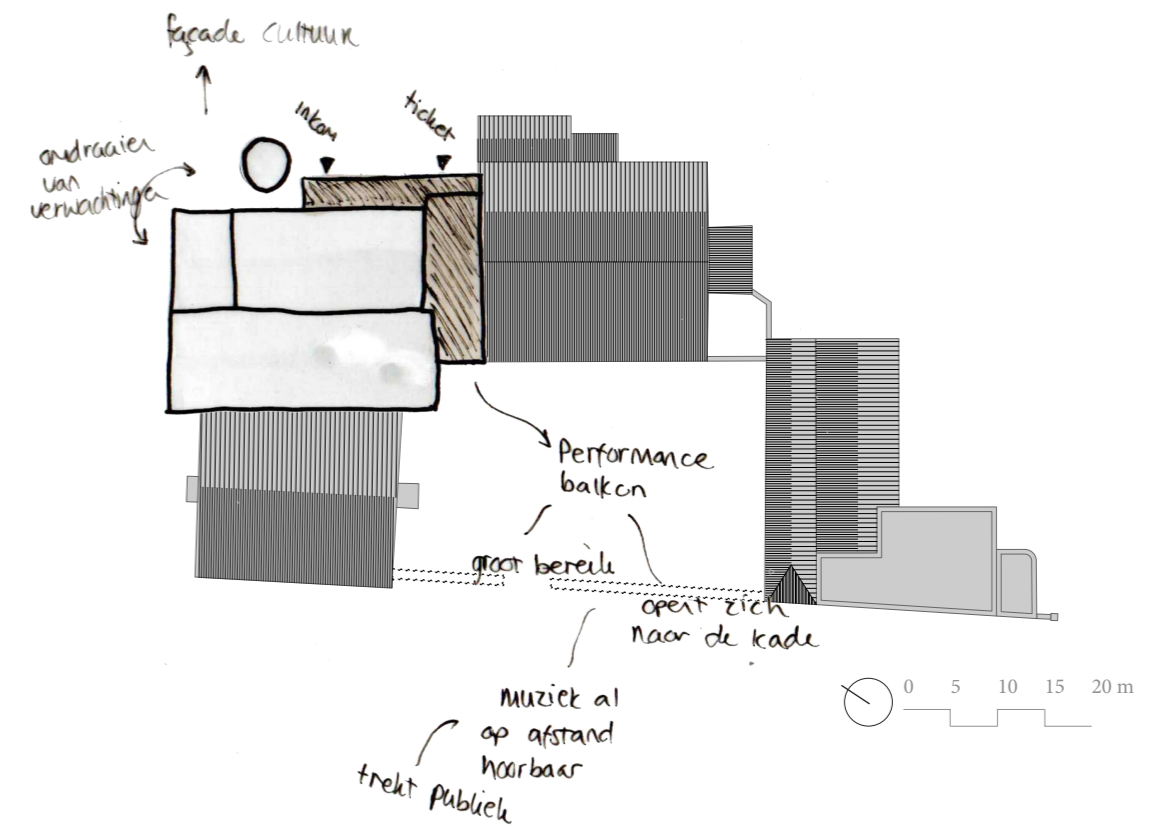 façade cultuur
inkom
ticket
omdraaien
van
verwachtingen
Performance
balkon
groot bereik
opent zich
naar de kade
muziek al
op afstand
hoorbaar
trekt publiek
0 5 10 15 20 m